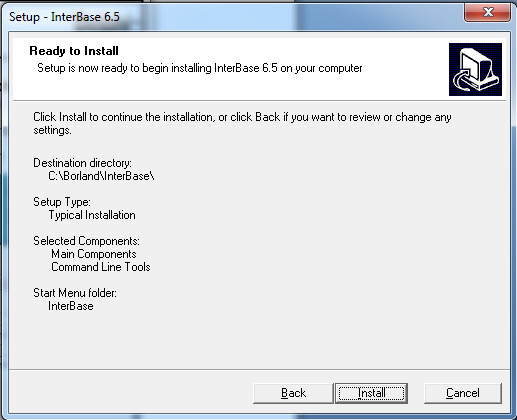 Setup - InterBase 6.5
Ready to Install
Setup is now ready to begin installing InterBase 6.5 on your computer
Click Install to continue the installation, or click Back if you want to review or change any
settings.
Destination directory:
C:\Borland\InterBase\
Setup Type:
Typical Installation
Selected Components:
Main Components
Command Line Tools
Start Menu folder:
InterBase
Back Install Cancel